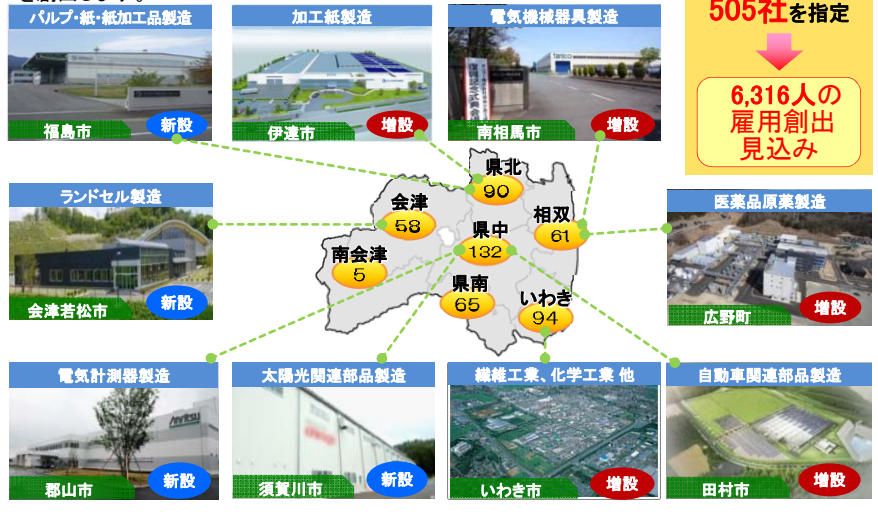 を創出します。
パルプ・紙・紙加工品製造
福島市
新設
加工紙製造
伊達市
増設
電気機械器具製造
南相馬市
増設
505社を指定
6,316人の
雇用創出
見込み
県北
90
会津
58
相双
61
県中
132
南会津
5
県南
65
いわき
94
ランドセル製造
会津若松市
新設
医薬品原薬製造
広野町
増設
電気計測器製造
Anritsu
郡山市
新設
太陽光関連部品製造
須賀川市
新設
繊維工業、化学工業 他
いわき市
増設
自動車関連部品製造
田村市
増設